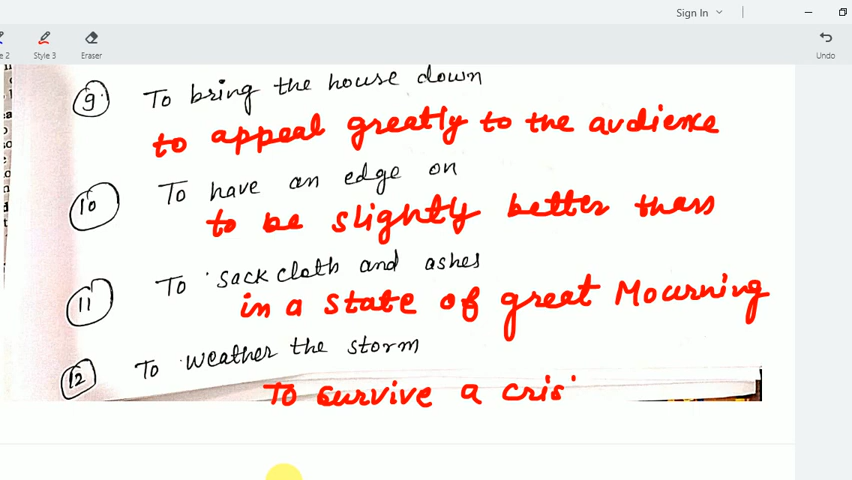 Sign In
Style 3
Eraser
Undo
9 To bring the house down
to appeal greatly to the audience
10 To have an edge on
to be slightly better than
11 To sack cloth and ashes
in a state of great Mourning
12 To weather the storm
To survive a cris